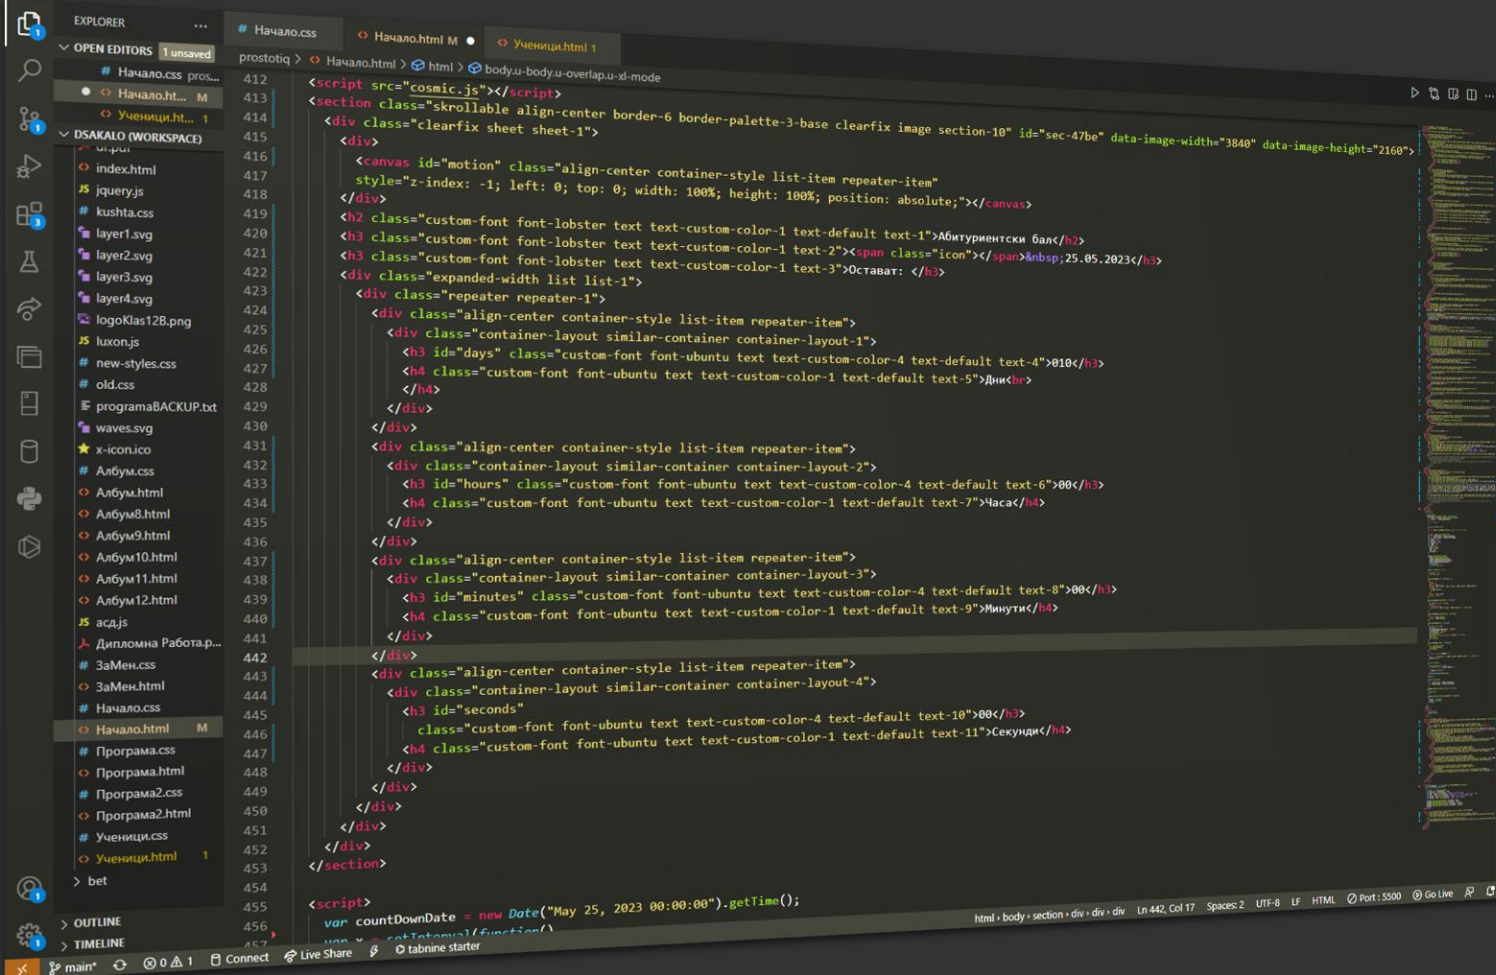 EXPLORER ...
OPEN EDITORS 1 unsaved
# Начало.css pros...
● <> Начало.ht... M
<> Ученици.ht... 1
DSAKALO (WORKSPACE)
<> index.html
JS jquery.js
# kushta.css
layer1.svg
layer2.svg
layer3.svg
layer4.svg
logoKlas12B.png
JS luxon.js
# new-styles.css
# old.css
programaBACKUP.txt
waves.svg
x-icon.ico
# Албум.css
<> Албум.html
<> Албум8.html
<> Албум9.html
<> Албум10.html
<> Албум11.html
<> Албум12.html
JS асд.js
Дипломна Работа.p...
# ЗаМен.css
<> ЗаМен.html
# Начало.css
<> Начало.html M
# Програма.css
<> Програма.html
# Програма2.css
<> Програма2.html
# Ученици.css
<> Ученици.html 1
> bet
> OUTLINE
> TIMELINE
# Начало.css <> Начало.html M ● <> Ученици.html 1
prostotiq > <> Начало.html > html > body.u-body.u-overlap.u-xl-mode
412 <script src="cosmic.js"></script>
413 <section class="skrollable align-center border-6 border-palette-3-base clearfix image section-10" id="sec-47be" data-image-width="3840" data-image-height="2160">
414 <div class="clearfix sheet sheet-1">
415 <div>
416 <canvas id="motion" class="align-center container-style list-item repeater-item"
417 style="z-index: -1; left: 0; top: 0; width: 100%; height: 100%; position: absolute;"></canvas>
418 </div>
419 <h2 class="custom-font font-lobster text text-custom-color-1 text-default text-1">Абитуриентски бал</h2>
420 <h3 class="custom-font font-lobster text text-custom-color-1 text-2"><span class="icon"></span>&nbsp;25.05.2023</h3>
421 <h3 class="custom-font font-lobster text text-custom-color-1 text-3">Остават: </h3>
422 <div class="expanded-width list list-1">
423 <div class="repeater repeater-1">
424 <div class="align-center container-style list-item repeater-item">
425 <div class="container-layout similar-container container-layout-1">
426 <h3 id="days" class="custom-font font-ubuntu text text-custom-color-4 text-default text-4">010</h3>
427 <h4 class="custom-font font-ubuntu text text-custom-color-1 text-default text-5">Дни<br>
428 </h4>
429 </div>
430 </div>
431 <div class="align-center container-style list-item repeater-item">
432 <div class="container-layout similar-container container-layout-2">
433 <h3 id="hours" class="custom-font font-ubuntu text text-custom-color-4 text-default text-6">00</h3>
434 <h4 class="custom-font font-ubuntu text text-custom-color-1 text-default text-7">Часа</h4>
435 </div>
436 </div>
437 <div class="align-center container-style list-item repeater-item">
438 <div class="container-layout similar-container container-layout-3">
439 <h3 id="minutes" class="custom-font font-ubuntu text text-custom-color-4 text-default text-8">00</h3>
440 <h4 class="custom-font font-ubuntu text text-custom-color-1 text-default text-9">Минути</h4>
441 </div>
442 </div>
443 <div class="align-center container-style list-item repeater-item">
444 <div class="container-layout similar-container container-layout-4">
445 <h3 id="seconds"
446 class="custom-font font-ubuntu text text-custom-color-4 text-default text-10">00</h3>
447 <h4 class="custom-font font-ubuntu text text-custom-color-1 text-default text-11">Секунди</h4>
448 </div>
449 </div>
450 </div>
451 </div>
452 </div>
453 </section>
454
455 <script>
456 var countDownDate = new Date("May 25, 2023 00:00:00").getTime();
457 var x = setInterval(function()
html › body › section › div › div › div Ln 442, Col 17 Spaces: 2 UTF-8 LF HTML Port : 5500 Go Live
main* 0 1 Connect Live Share tabnine starter